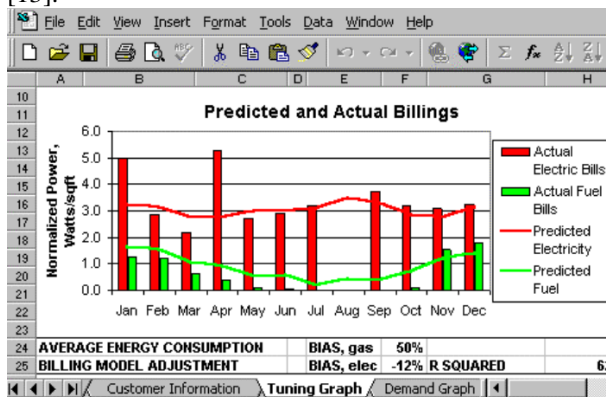 [15].
File Edit View Insert Format Tools Data Window Help
A B C D E F G H
10
11
12
13
14
15
16
17
18
19
20
21
22
23
24
25
Predicted and Actual Billings
Normalized Power,
Watts/sqft
6.0
5.0
4.0
3.0
2.0
1.0
0.0
Jan Feb Mar Apr May Jun Jul Aug Sep Oct Nov Dec
Actual
Electric Bills
Actual Fuel
Bills
Predicted
Electricity
Predicted
Fuel
AVERAGE ENERGY CONSUMPTION BIAS, gas 50%
BILLING MODEL ADJUSTMENT BIAS, elec -12% R SQUARED
Customer Information Tuning Graph Demand Graph